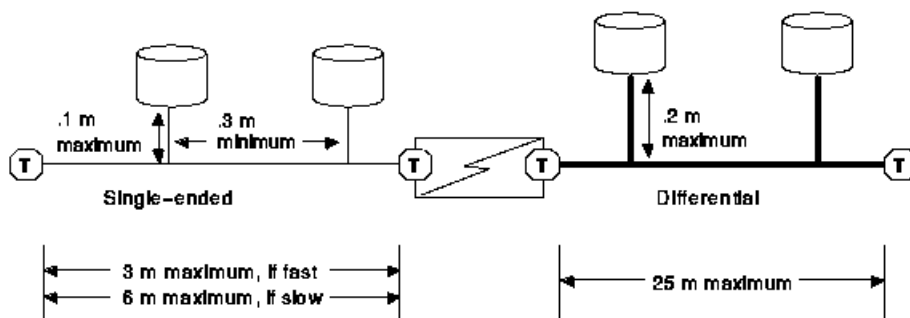 .1 m
maximum
.3 m
minimum
.2 m
maximum
T
T
T
T
Single-ended
Differential
3 m maximum, if fast
6 m maximum, if slow
25 m maximum